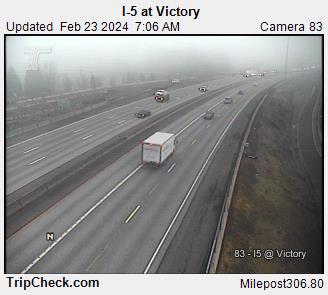 I-5 at Victory
Updated  Feb 23 2024  7:06 AM
Camera 83
N
83 - I5 @ Victory
TripCheck.com
Milepost306.80